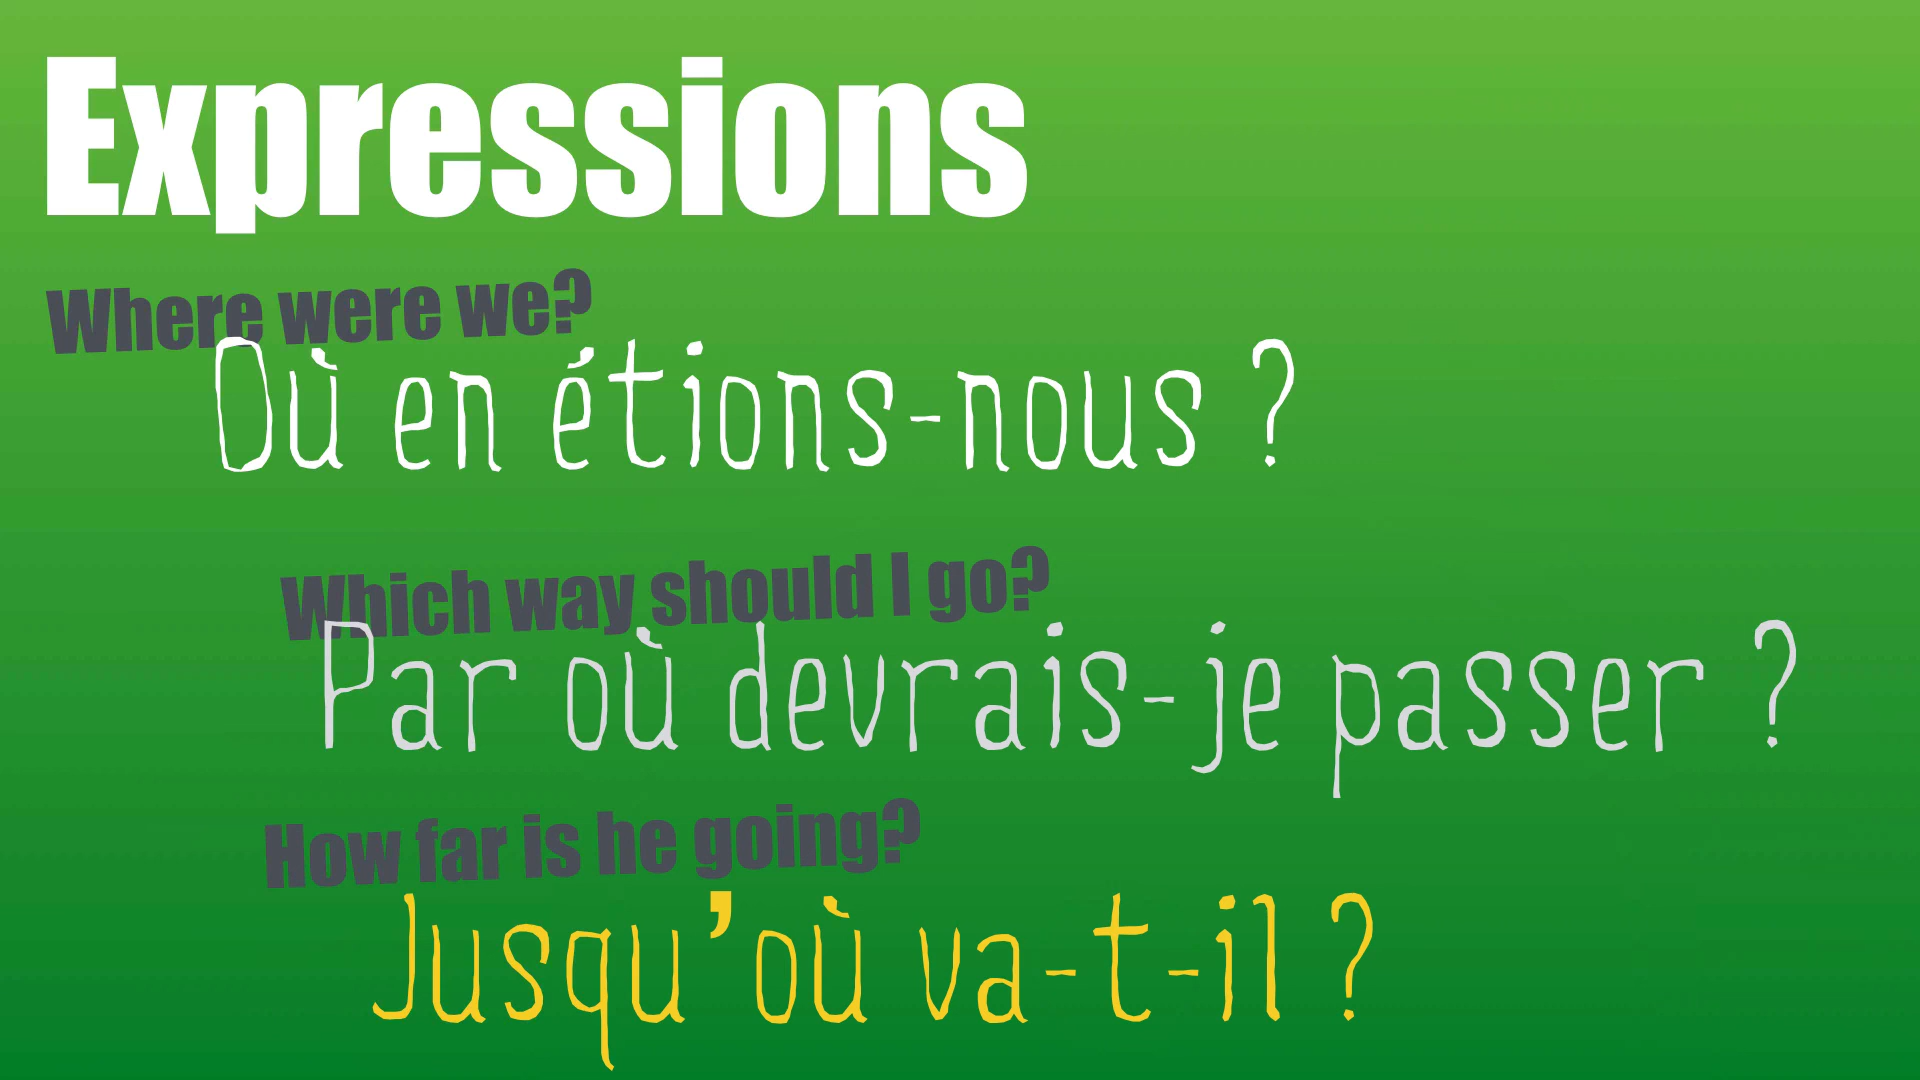 Expressions
Where were we?
Où en étions-nous ?
Which way should I go?
Par où devrais-je passer ?
How far is he going?
Jusqu’où va-t-il ?